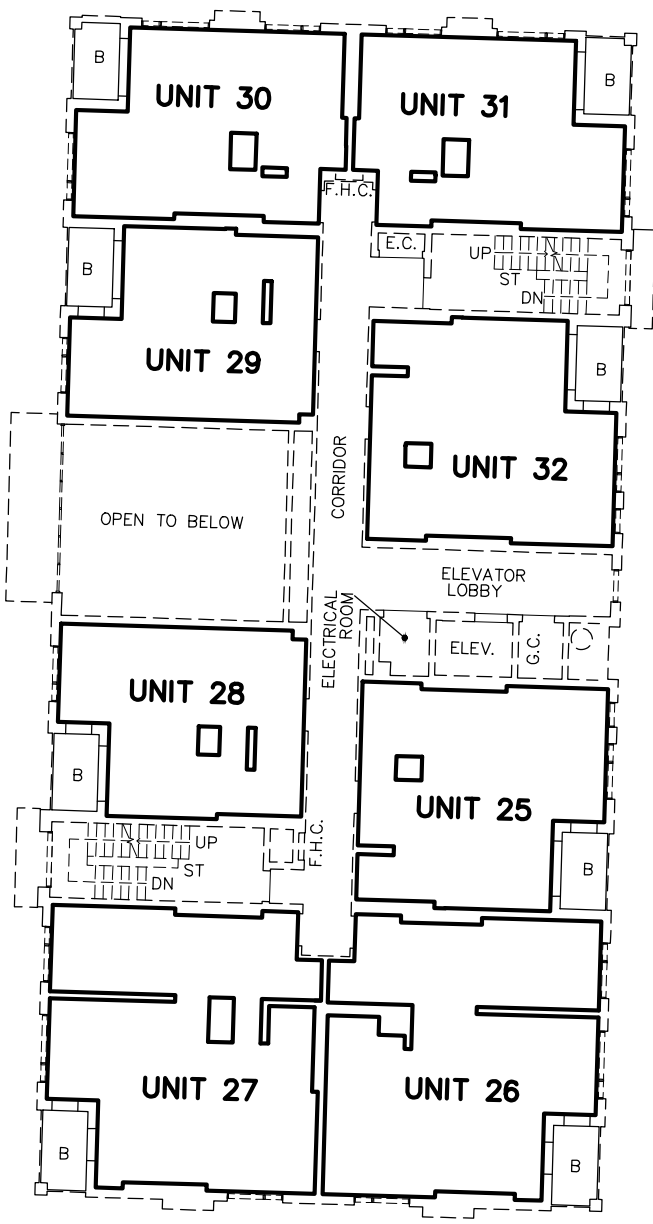 B
UNIT 30
UNIT 31
B
F.H.C.
E.C.
UP
ST
DN
B
UNIT 29
B
CORRIDOR
UNIT 32
OPEN TO BELOW
ELEVATOR
LOBBY
ELECTRICAL
ROOM
ELEV.
G.C.
UNIT 28
B
UNIT 25
UP
ST
DN
F.H.C.
B
UNIT 27
UNIT 26
B
B